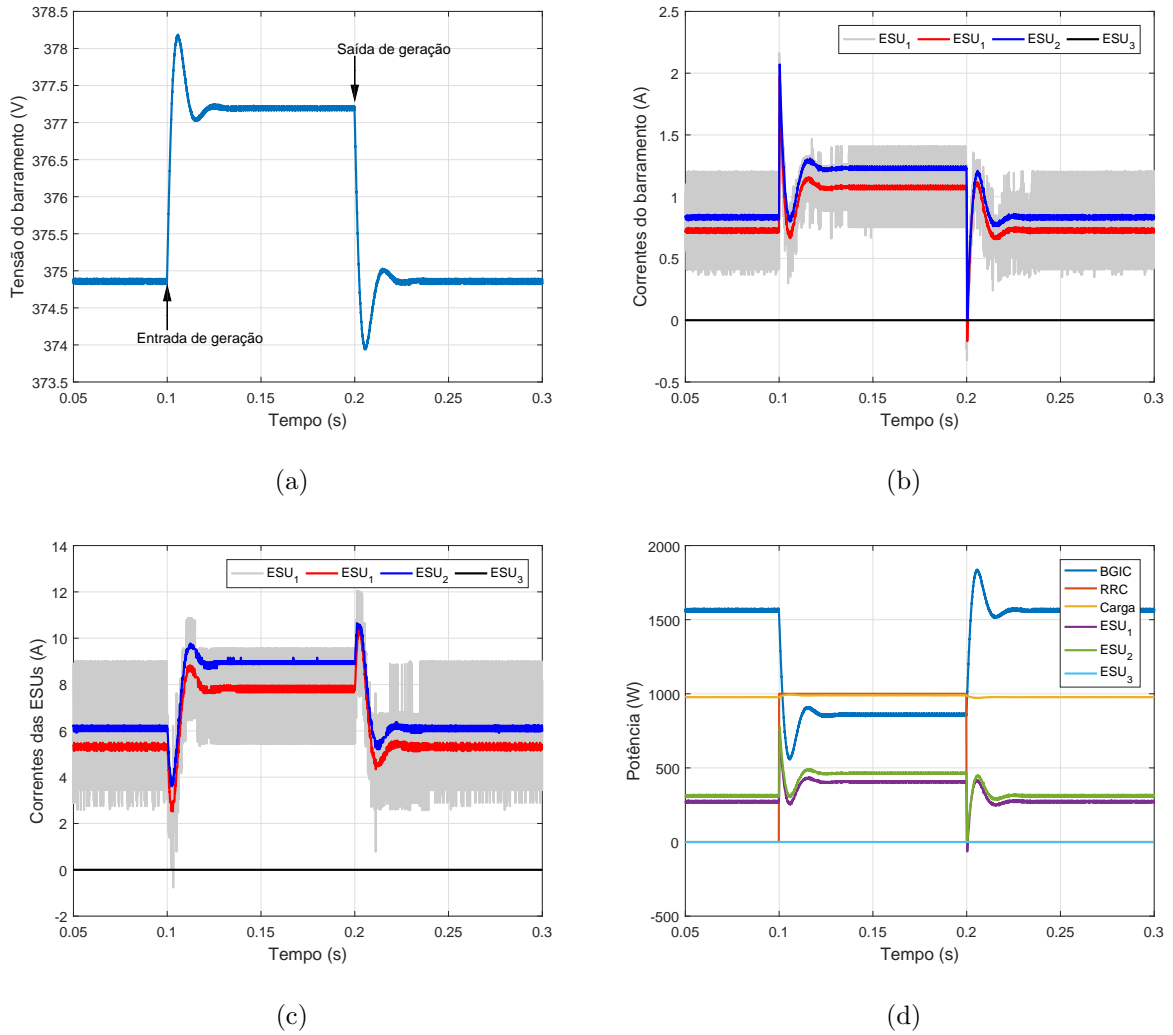 378.5
378
377.5
377
376.5
376
375.5
375
374.5
374
373.5
0.05
0.1
0.15
0.2
0.25
0.3
Tensão do barramento (V)
Tempo (s)
Saída de geração
Entrada de geração
(a)
2.5
2
1.5
1
0.5
0
-0.5
0.05
0.1
0.15
0.2
0.25
0.3
Correntes do barramento (A)
Tempo (s)
ESU1 ESU1 ESU2 ESU3
(b)
14
12
10
8
6
4
2
0
-2
0.05
0.1
0.15
0.2
0.25
0.3
Correntes das ESUs (A)
Tempo (s)
ESU1 ESU1 ESU2 ESU3
(c)
2000
1500
1000
500
0
-500
0.05
0.1
0.15
0.2
0.25
0.3
Potência (W)
Tempo (s)
BGIC
RRC
Carga
ESU1
ESU2
ESU3
(d)